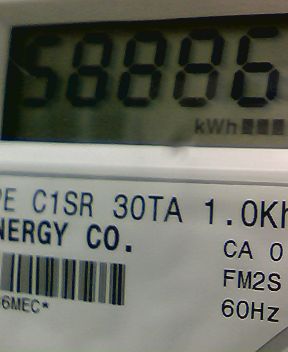 58886
kWh
PE C1SR 30TA 1.0Kh
NERGY CO.
CA 0
FM2S
6MEC*
60Hz